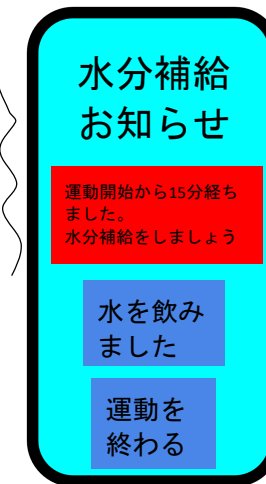 水分補給
お知らせ
運動開始から15分経ち
ました。
水分補給をしましょう
水を飲み
ました
運動を
終わる